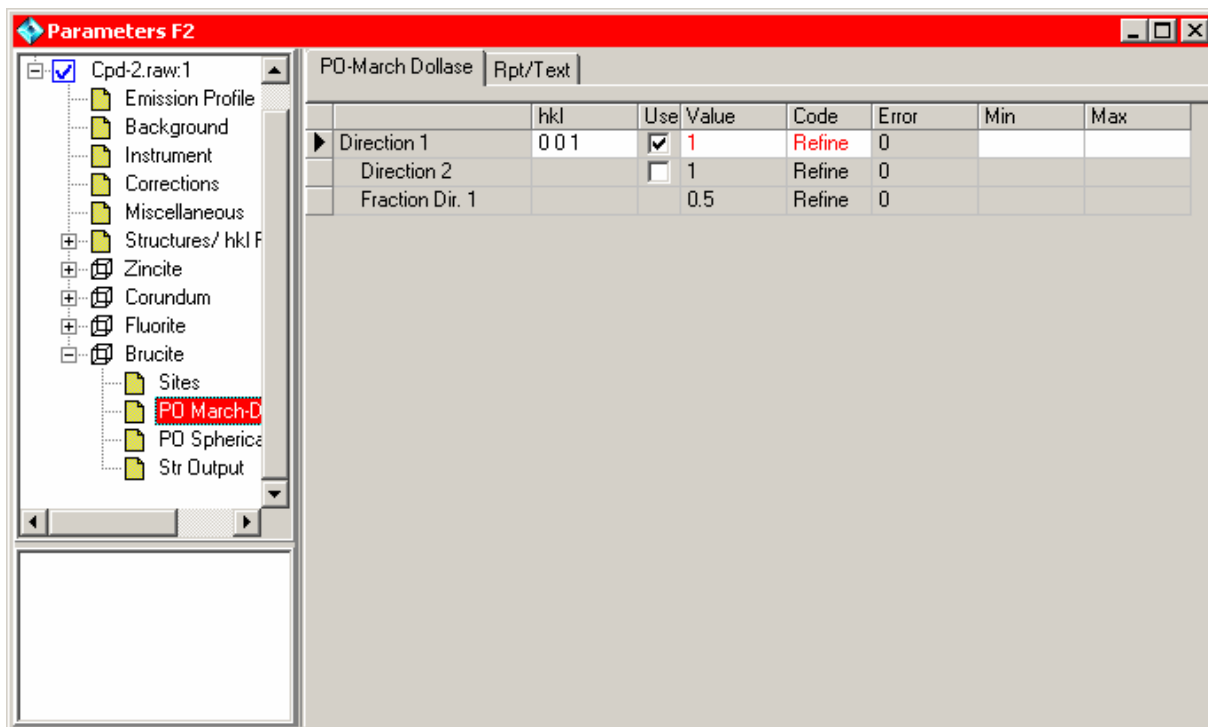 Parameters F2
Cpd-2.raw:1
Emission Profile
Background
Instrument
Corrections
Miscellaneous
Structures/ hkl F
Zincite
Corundum
Fluorite
Brucite
Sites
PO March-D
PO Spherica
Str Output
PO-March Dollase Rpt/Text
hkl Use Value Code Error Min Max
Direction 1 0 0 1 1 Refine 0
Direction 2 1 Refine 0
Fraction Dir. 1 0.5 Refine 0